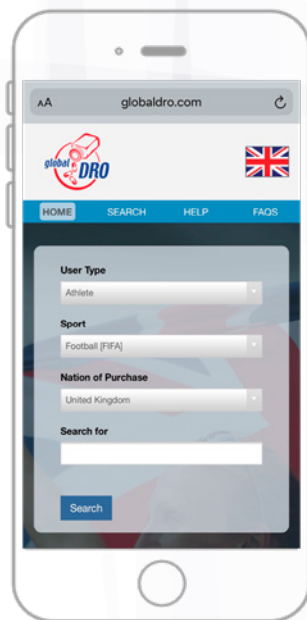 AA globaldro.com
global DRO
HOME SEARCH HELP FAQS
User Type
Athlete
Sport
Football [FIFA]
Nation of Purchase
United Kingdom
Search for
Search